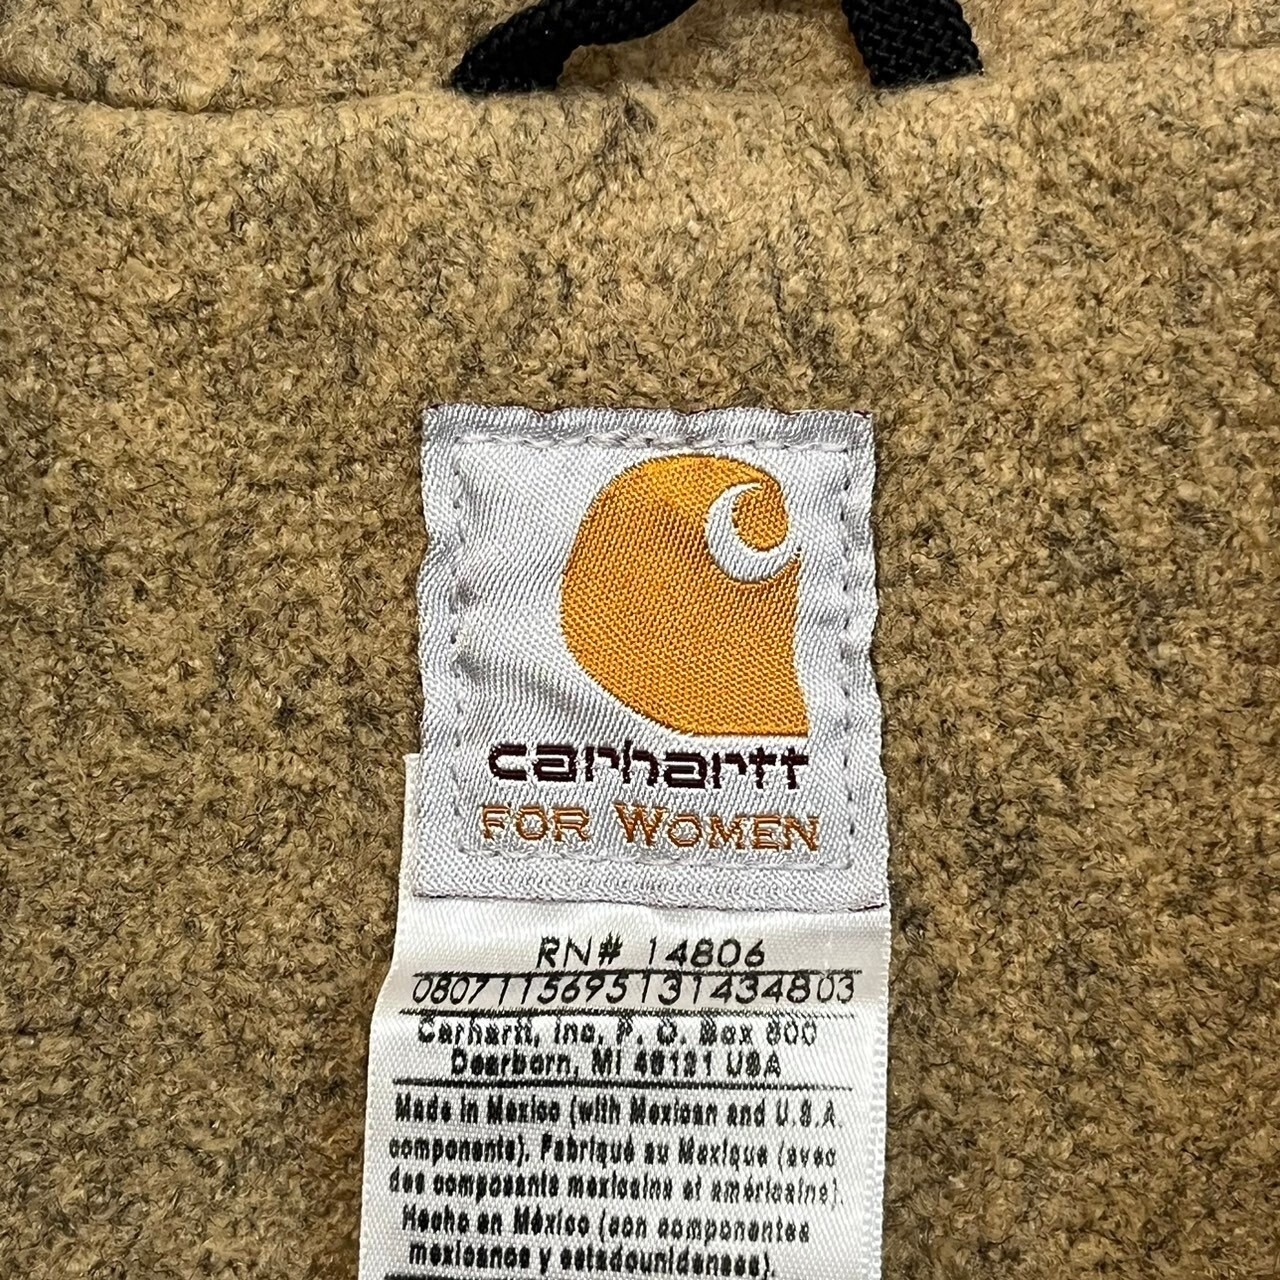 carhartt
FOR WOMEN
RN# 14806
0807115695131434803
Carhartt, Inc. P. O. Box 600
Dearborn, MI 48121 USA
Made in Mexico (with Mexican and U.S.A.
components). Fabriqué au Mexique (avec
des composants mexicains et américains).
Hecho en México (con componentes
mexicanos y estadounidenses).